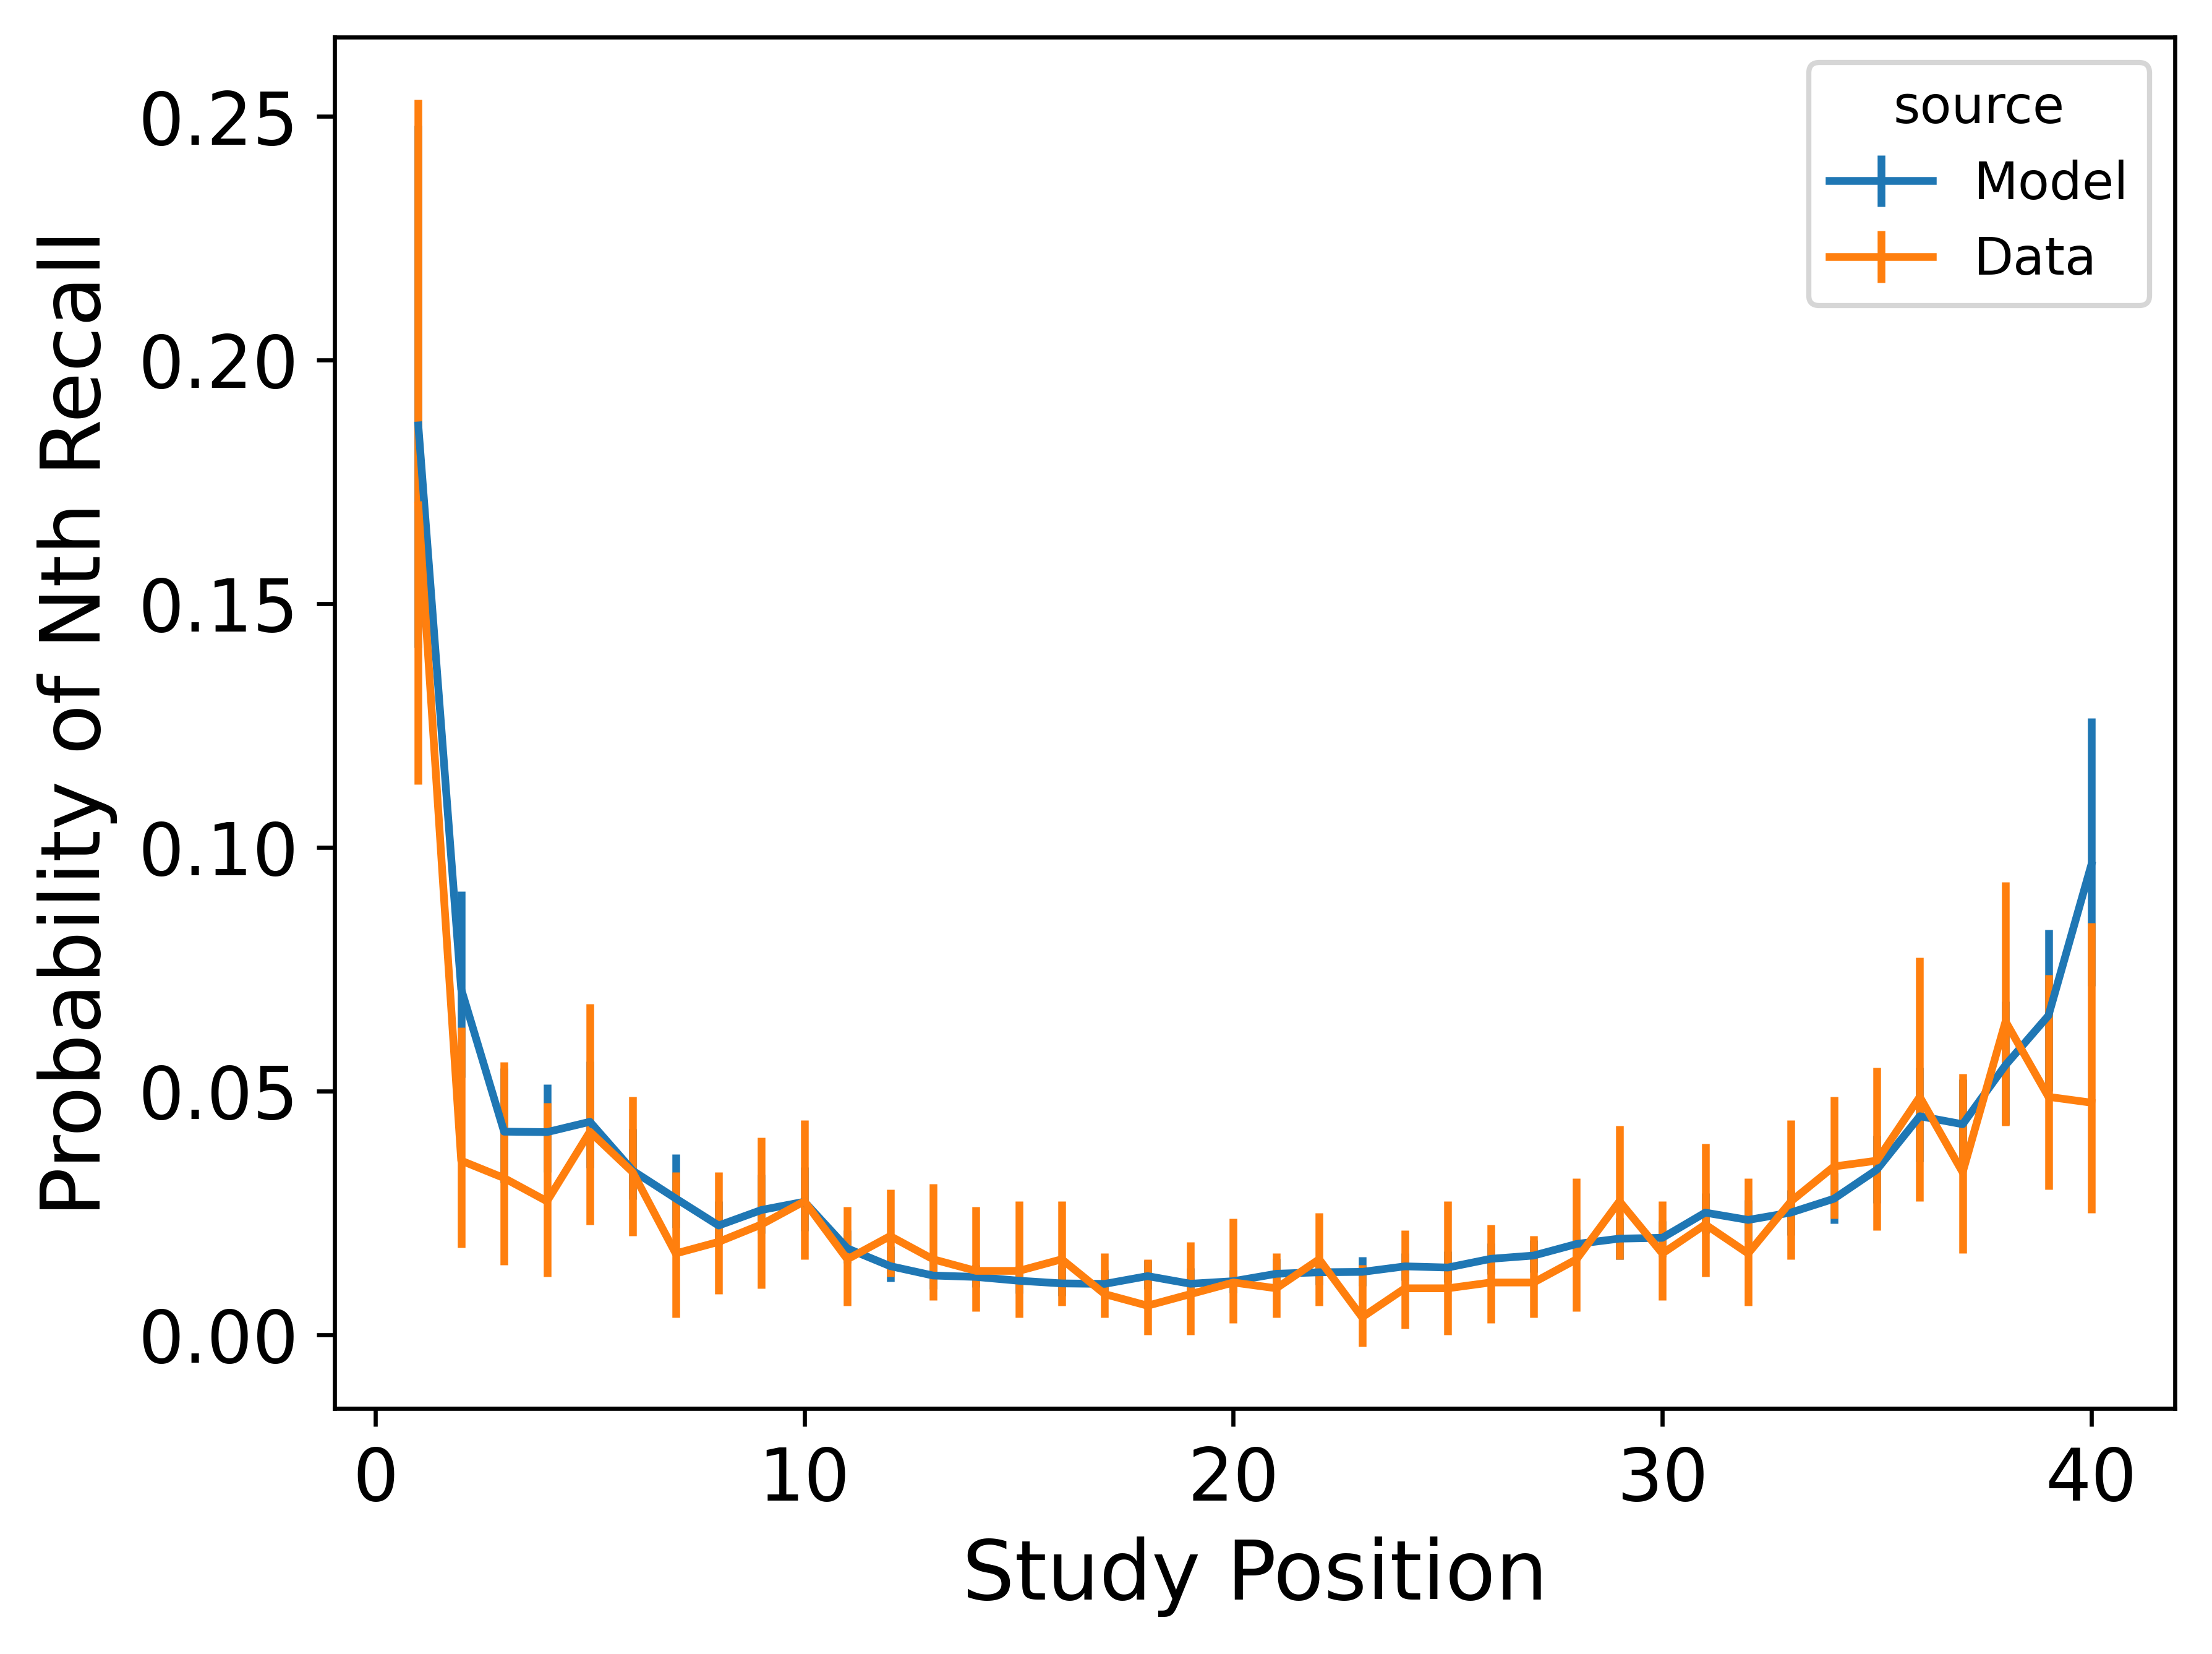 source
Model
Data
0.25
0.20
0.15
0.10
0.05
0.00
Probability of Nth Recall
0 10 20 30 40
Study Position